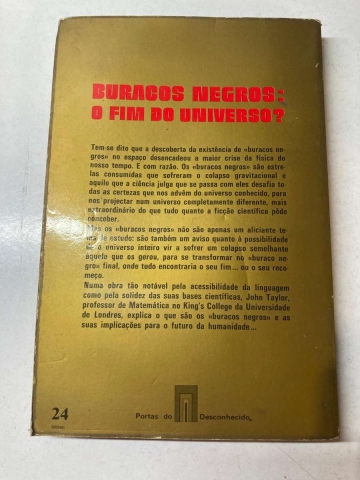 BURACOS NEGROS:
O FIM DO UNIVERSO?
Tem-se dito que a descoberta da existência de «buracos ne-
gros» no espaço desencadeou a maior crise da física do
nosso tempo. E com razão. Os «buracos negros» são estre-
las consumidas que sofreram o colapso gravitacional e
aquilo que a ciência julga que se passa com eles desafia to-
das as certezas que nos advêm do universo conhecido, para
nos projectar num universo completamente diferente, mais
extraordinário do que tudo quanto a ficção científica pôde
conceber.
Mas os «buracos negros» não são apenas um aliciante te-
ma de estudo: são também um aviso quanto à possibilidade
de o universo inteiro vir a sofrer um colapso semelhante
àquele que os gerou, para se transformar no «buraco ne-
gro» final, onde tudo encontraria o seu fim... ou o seu reco-
meço.
Numa obra tão notável pela acessibilidade da linguagem
como pela solidez das suas bases científicas, John Taylor,
professor de Matemática no King's College da Universidade
de Londres, explica o que são os «buracos negros» e as
suas implicações para o futuro da humanidade...
24
Portas do Desconhecido